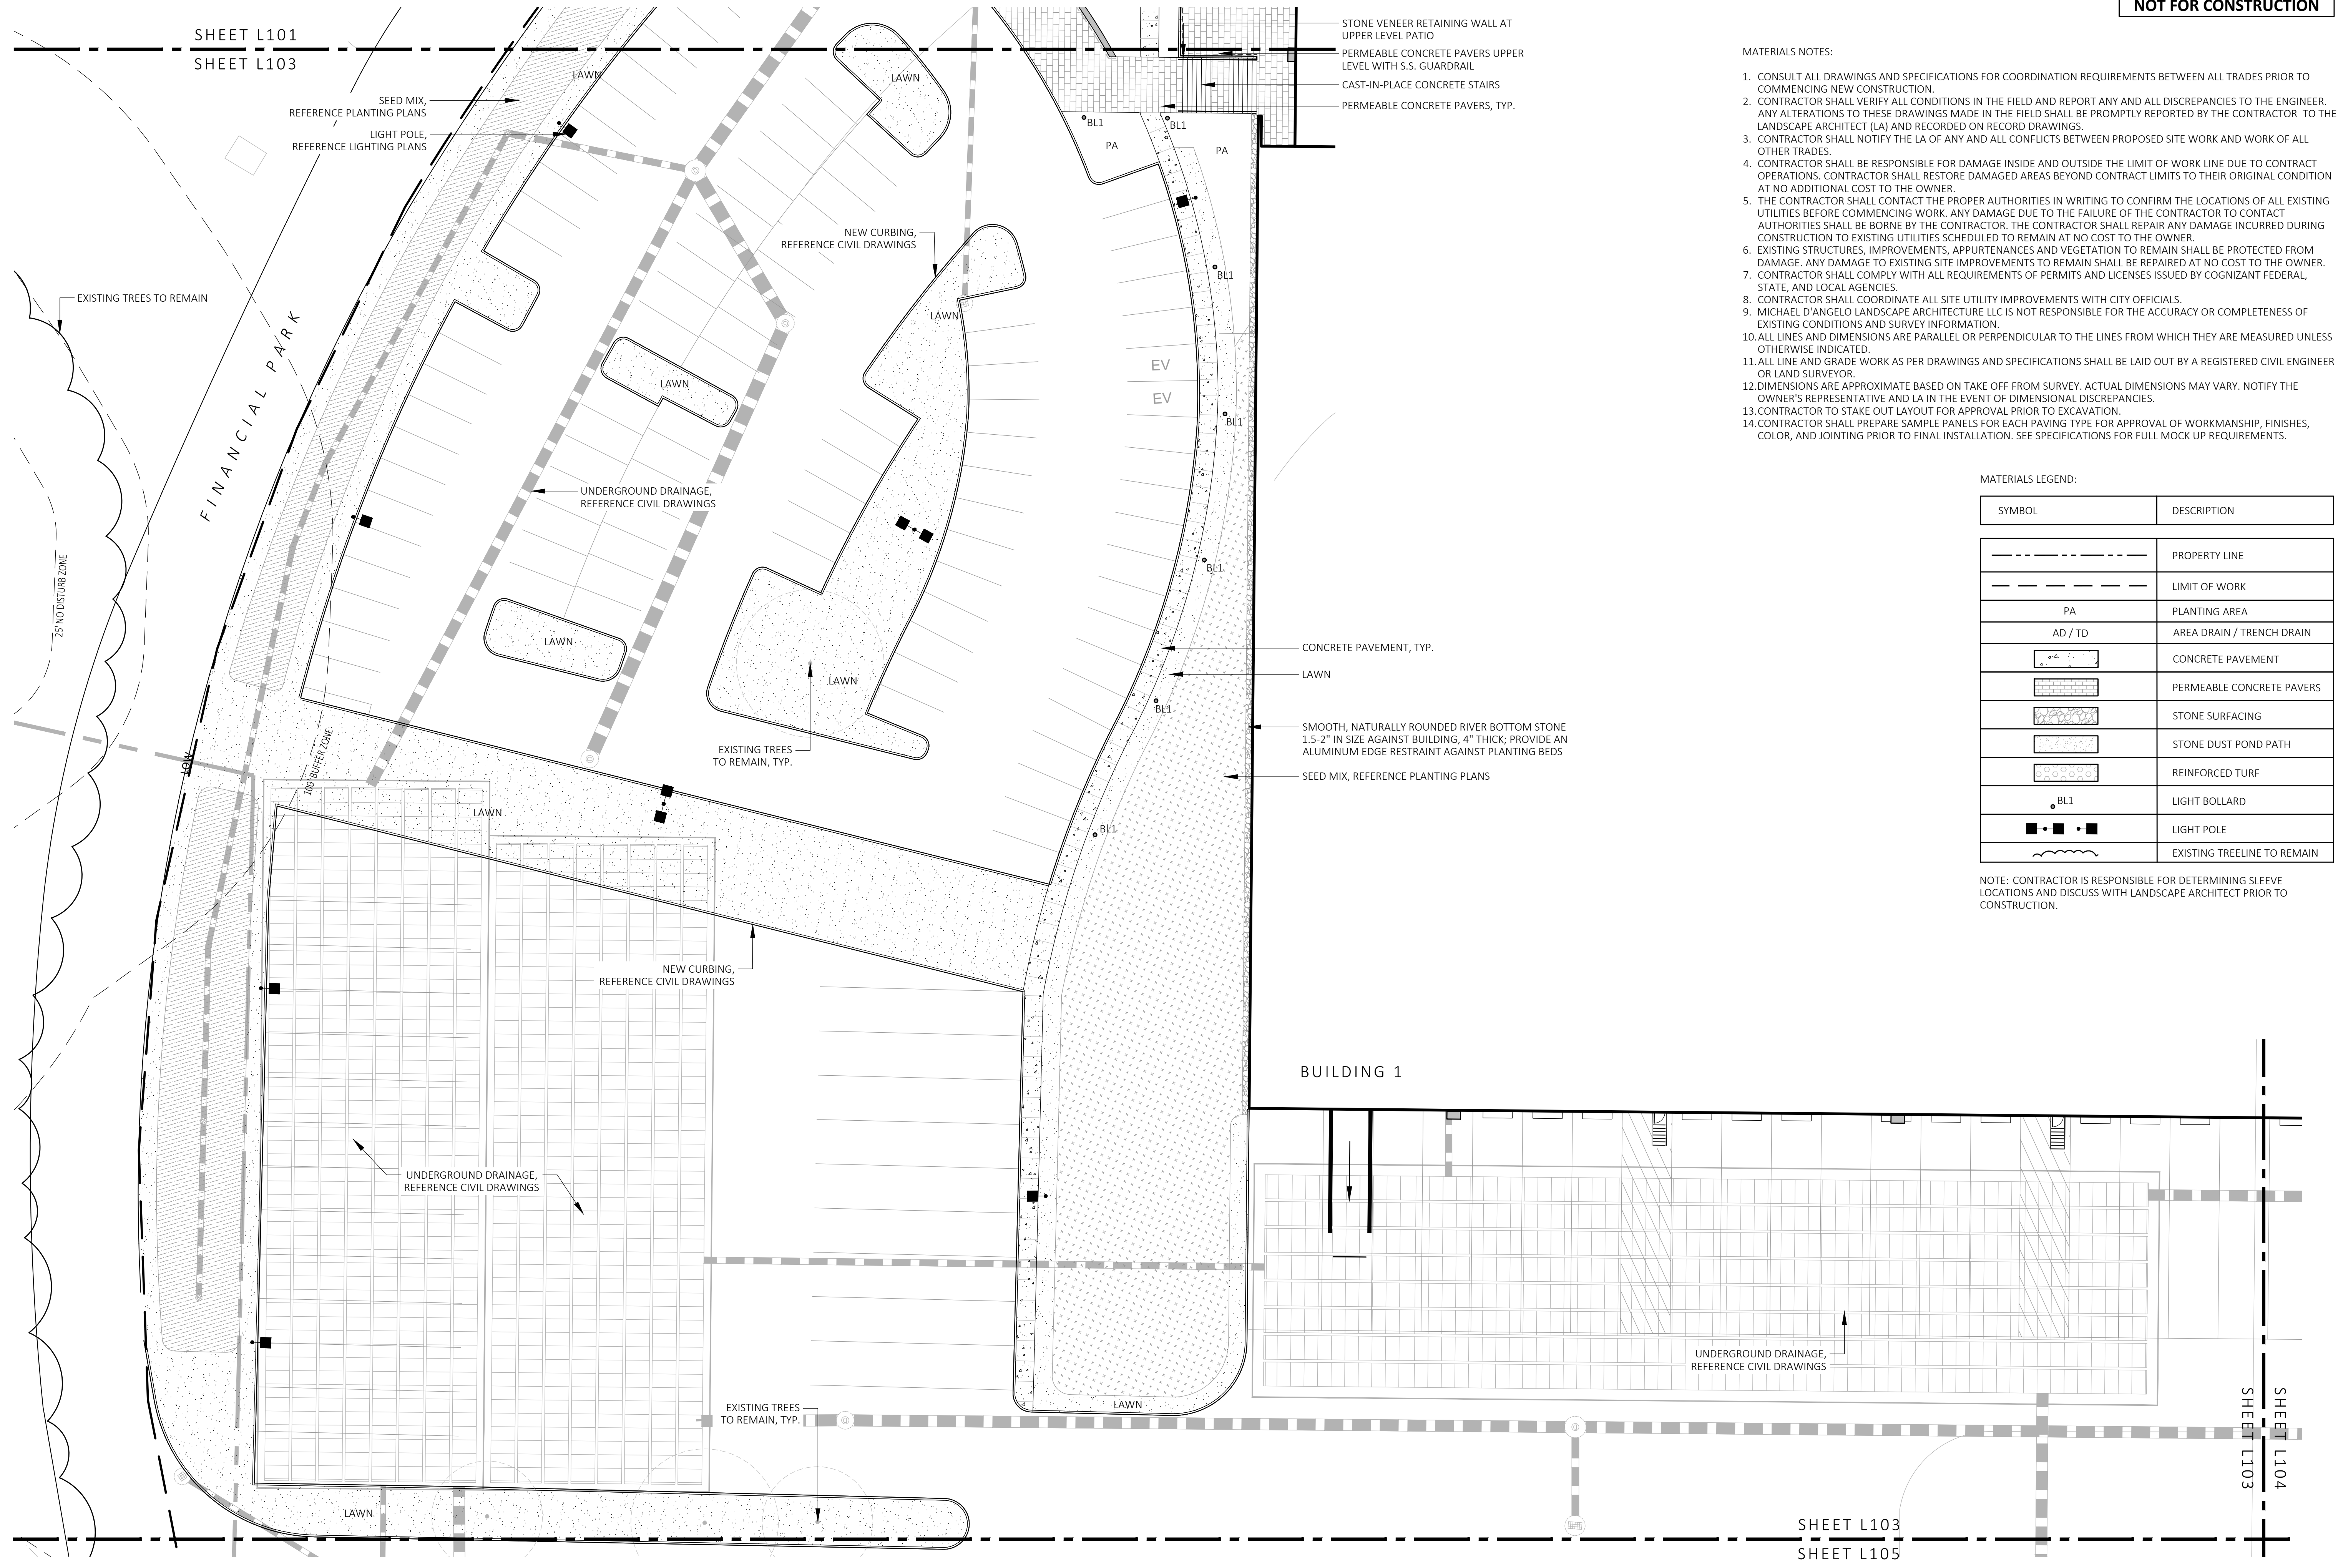 NOT FOR CONSTRUCTION
SHEET L101
SHEET L103
SEED MIX,
REFERENCE PLANTING PLANS
LIGHT POLE,
REFERENCE LIGHTING PLANS
EXISTING TREES TO REMAIN
FINANCIAL PARK
25' NO DISTURB ZONE
100' BUFFER ZONE
LOW
LAWN
LAWN
NEW CURBING,
REFERENCE CIVIL DRAWINGS
LAWN
LAWN
UNDERGROUND DRAINAGE,
REFERENCE CIVIL DRAWINGS
LAWN
LAWN
EXISTING TREES
TO REMAIN, TYP.
LAWN
NEW CURBING,
REFERENCE CIVIL DRAWINGS
UNDERGROUND DRAINAGE,
REFERENCE CIVIL DRAWINGS
EXISTING TREES
TO REMAIN, TYP.
LAWN
LAWN
BL1
BL1
PA
PA
BL1
EV
EV
BL1
BL1
BL1
BL1
STONE VENEER RETAINING WALL AT
UPPER LEVEL PATIO
PERMEABLE CONCRETE PAVERS UPPER
LEVEL WITH S.S. GUARDRAIL
CAST-IN-PLACE CONCRETE STAIRS
PERMEABLE CONCRETE PAVERS, TYP.
CONCRETE PAVEMENT, TYP.
LAWN
SMOOTH, NATURALLY ROUNDED RIVER BOTTOM STONE
1.5-2" IN SIZE AGAINST BUILDING, 4" THICK; PROVIDE AN
ALUMINUM EDGE RESTRAINT AGAINST PLANTING BEDS
SEED MIX, REFERENCE PLANTING PLANS
BUILDING 1
UNDERGROUND DRAINAGE,
REFERENCE CIVIL DRAWINGS
SHEET L103
SHEET L104
SHEET L103
SHEET L105
MATERIALS NOTES:
1. CONSULT ALL DRAWINGS AND SPECIFICATIONS FOR COORDINATION REQUIREMENTS BETWEEN ALL TRADES PRIOR TO
COMMENCING NEW CONSTRUCTION.
2. CONTRACTOR SHALL VERIFY ALL CONDITIONS IN THE FIELD AND REPORT ANY AND ALL DISCREPANCIES TO THE ENGINEER.
ANY ALTERATIONS TO THESE DRAWINGS MADE IN THE FIELD SHALL BE PROMPTLY REPORTED BY THE CONTRACTOR TO THE
LANDSCAPE ARCHITECT (LA) AND RECORDED ON RECORD DRAWINGS.
3. CONTRACTOR SHALL NOTIFY THE LA OF ANY AND ALL CONFLICTS BETWEEN PROPOSED SITE WORK AND WORK OF ALL
OTHER TRADES.
4. CONTRACTOR SHALL BE RESPONSIBLE FOR DAMAGE INSIDE AND OUTSIDE THE LIMIT OF WORK LINE DUE TO CONTRACT
OPERATIONS. CONTRACTOR SHALL RESTORE DAMAGED AREAS BEYOND CONTRACT LIMITS TO THEIR ORIGINAL CONDITION
AT NO ADDITIONAL COST TO THE OWNER.
5. THE CONTRACTOR SHALL CONTACT THE PROPER AUTHORITIES IN WRITING TO CONFIRM THE LOCATIONS OF ALL EXISTING
UTILITIES BEFORE COMMENCING WORK. ANY DAMAGE DUE TO THE FAILURE OF THE CONTRACTOR TO CONTACT
AUTHORITIES SHALL BE BORNE BY THE CONTRACTOR. THE CONTRACTOR SHALL REPAIR ANY DAMAGE INCURRED DURING
CONSTRUCTION TO EXISTING UTILITIES SCHEDULED TO REMAIN AT NO COST TO THE OWNER.
6. EXISTING STRUCTURES, IMPROVEMENTS, APPURTENANCES AND VEGETATION TO REMAIN SHALL BE PROTECTED FROM
DAMAGE. ANY DAMAGE TO EXISTING SITE IMPROVEMENTS TO REMAIN SHALL BE REPAIRED AT NO COST TO THE OWNER.
7. CONTRACTOR SHALL COMPLY WITH ALL REQUIREMENTS OF PERMITS AND LICENSES ISSUED BY COGNIZANT FEDERAL,
STATE, AND LOCAL AGENCIES.
8. CONTRACTOR SHALL COORDINATE ALL SITE UTILITY IMPROVEMENTS WITH CITY OFFICIALS.
9. MICHAEL D'ANGELO LANDSCAPE ARCHITECTURE LLC IS NOT RESPONSIBLE FOR THE ACCURACY OR COMPLETENESS OF
EXISTING CONDITIONS AND SURVEY INFORMATION.
10. ALL LINES AND DIMENSIONS ARE PARALLEL OR PERPENDICULAR TO THE LINES FROM WHICH THEY ARE MEASURED UNLESS
OTHERWISE INDICATED.
11. ALL LINE AND GRADE WORK AS PER DRAWINGS AND SPECIFICATIONS SHALL BE LAID OUT BY A REGISTERED CIVIL ENGINEER
OR LAND SURVEYOR.
12. DIMENSIONS ARE APPROXIMATE BASED ON TAKE OFF FROM SURVEY. ACTUAL DIMENSIONS MAY VARY. NOTIFY THE
OWNER'S REPRESENTATIVE AND LA IN THE EVENT OF DIMENSIONAL DISCREPANCIES.
13. CONTRACTOR TO STAKE OUT LAYOUT FOR APPROVAL PRIOR TO EXCAVATION.
14. CONTRACTOR SHALL PREPARE SAMPLE PANELS FOR EACH PAVING TYPE FOR APPROVAL OF WORKMANSHIP, FINISHES,
COLOR, AND JOINTING PRIOR TO FINAL INSTALLATION. SEE SPECIFICATIONS FOR FULL MOCK UP REQUIREMENTS.
MATERIALS LEGEND:
SYMBOL DESCRIPTION
PROPERTY LINE
LIMIT OF WORK
PA PLANTING AREA
AD / TD AREA DRAIN / TRENCH DRAIN
CONCRETE PAVEMENT
PERMEABLE CONCRETE PAVERS
STONE SURFACING
STONE DUST POND PATH
REINFORCED TURF
BL1 LIGHT BOLLARD
LIGHT POLE
EXISTING TREELINE TO REMAIN
NOTE: CONTRACTOR IS RESPONSIBLE FOR DETERMINING SLEEVE
LOCATIONS AND DISCUSS WITH LANDSCAPE ARCHITECT PRIOR TO
CONSTRUCTION.